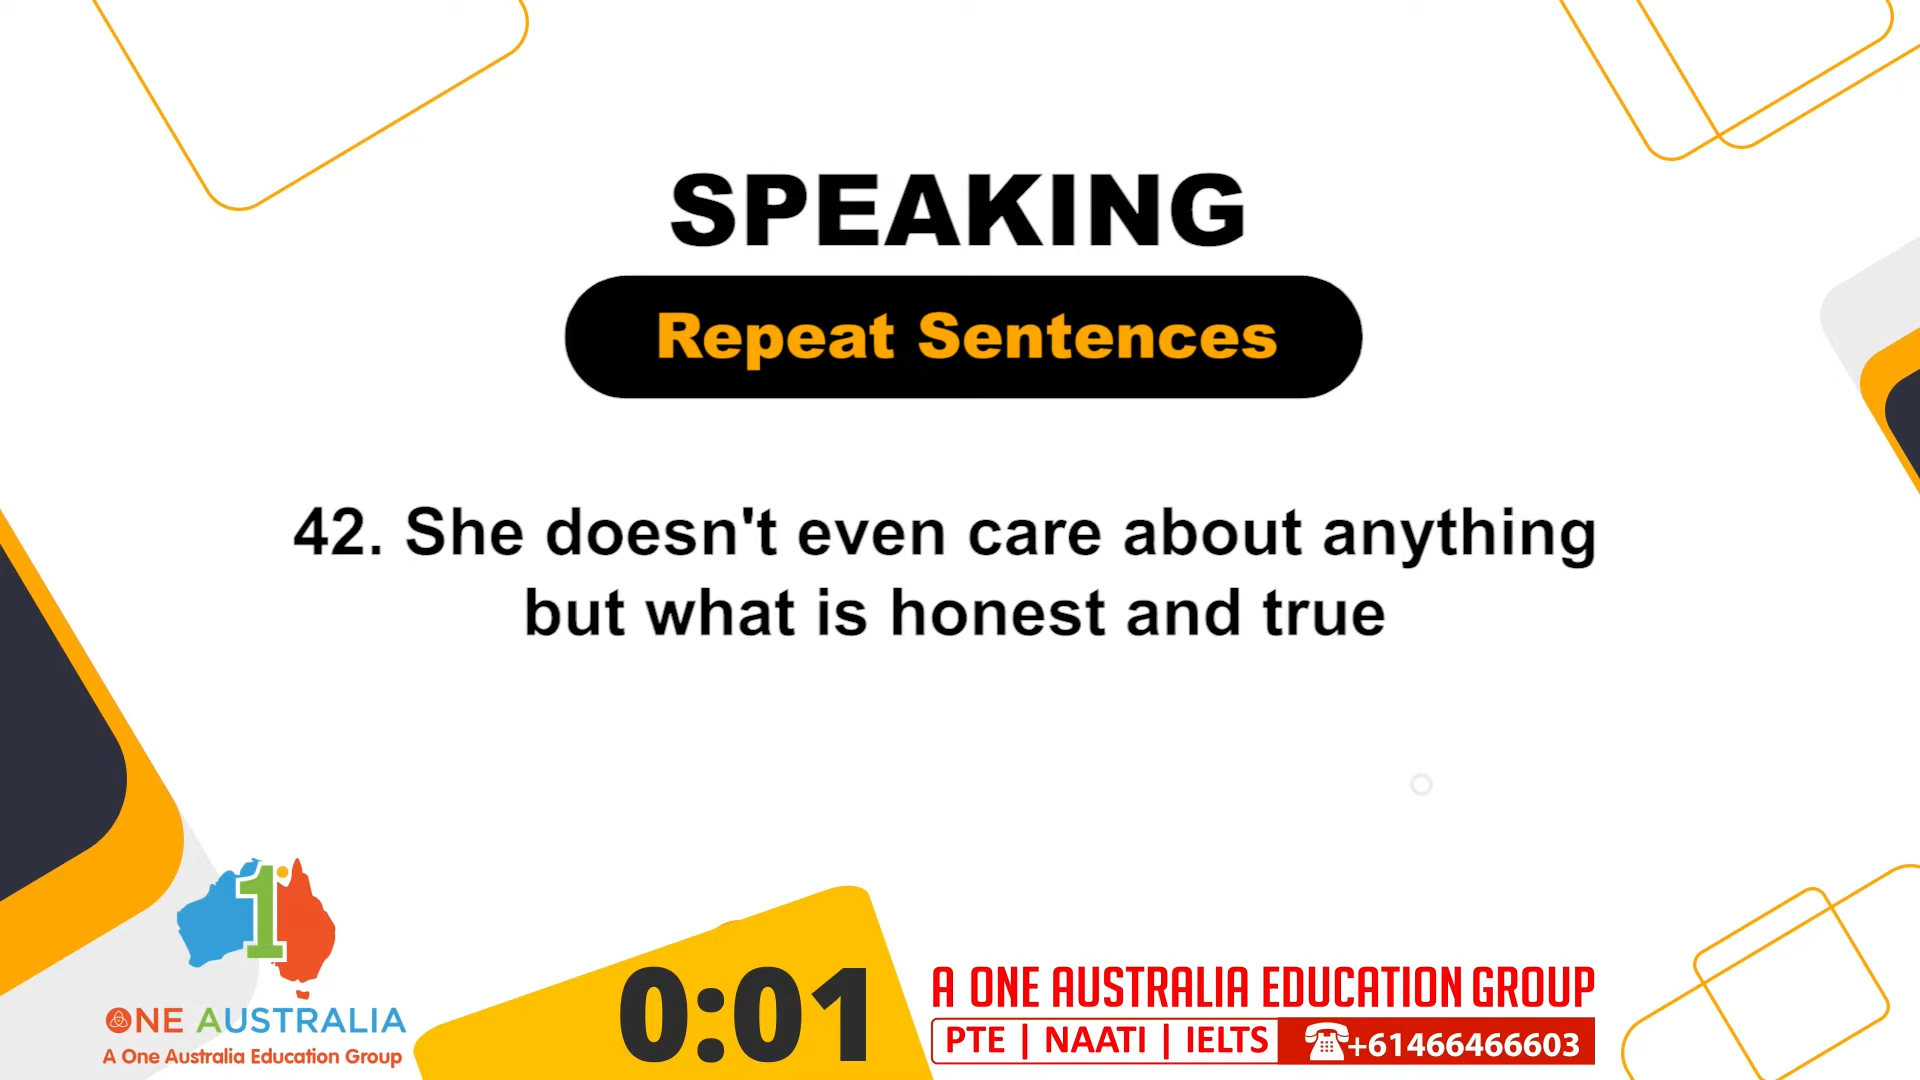 SPEAKING
Repeat Sentences
42. She doesn't even care about anything
but what is honest and true
1
ONE AUSTRALIA
A One Australia Education Group
0:01
A ONE AUSTRALIA EDUCATION GROUP
PTE | NAATI | IELTS +61466466603